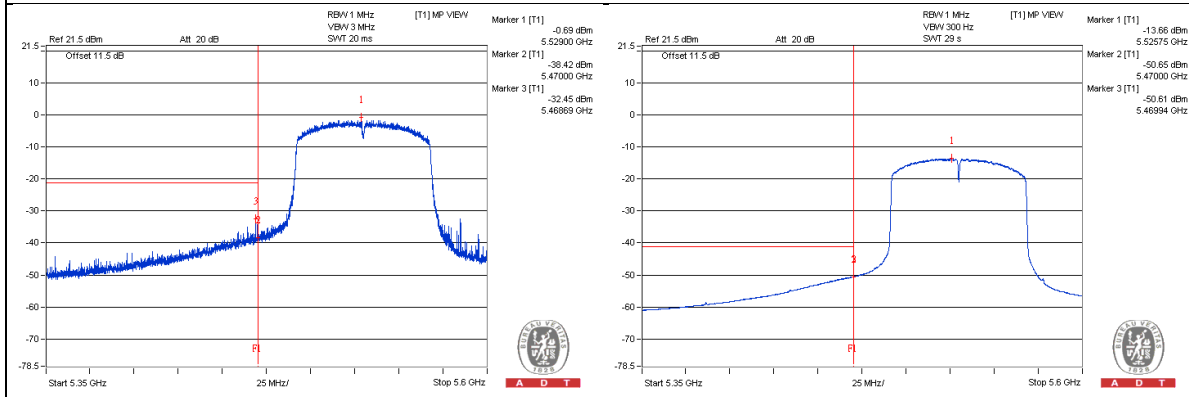 RBW 1 MHz [T1] MP VIEW
VBW 3 MHz
Ref 21.5 dBm Att 20 dB SWT 20 ms
Marker 1 [T1]
-0.69 dBm
5.52900 GHz
Marker 2 [T1]
-38.42 dBm
5.47000 GHz
Marker 3 [T1]
-32.45 dBm
5.46869 GHz
21.5
Offset 11.5 dB
10
0
-10
-20
-30
-40
-50
-60
-70
-78.5
1
3
2
F1
Start 5.35 GHz 25 MHz/ Stop 5.6 GHz
BUREAU VERITAS
1828
A D T
RBW 1 MHz [T1] MP VIEW
VBW 300 Hz
Ref 21.5 dBm Att 20 dB SWT 29 s
Marker 1 [T1]
-13.66 dBm
5.52575 GHz
Marker 2 [T1]
-50.65 dBm
5.47000 GHz
Marker 3 [T1]
-50.61 dBm
5.46994 GHz
21.5
Offset 11.5 dB
10
0
-10
-20
-30
-40
-50
-60
-70
-78.5
1
F1
Start 5.35 GHz 25 MHz/ Stop 5.6 GHz
BUREAU VERITAS
1828
A D T